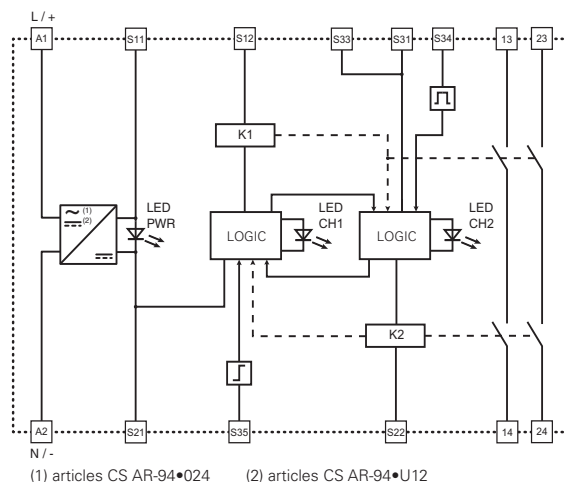 L / +
A1 S11 S12 S33 S31 S34 13 23
K1
(1)
(2)
LED
PWR
LOGIC
LED
CH1
LOGIC
LED
CH2
K2
A2 S21 S35 S22 14 24
N / -
(1) articles CS AR-94•024 (2) articles CS AR-94•U12